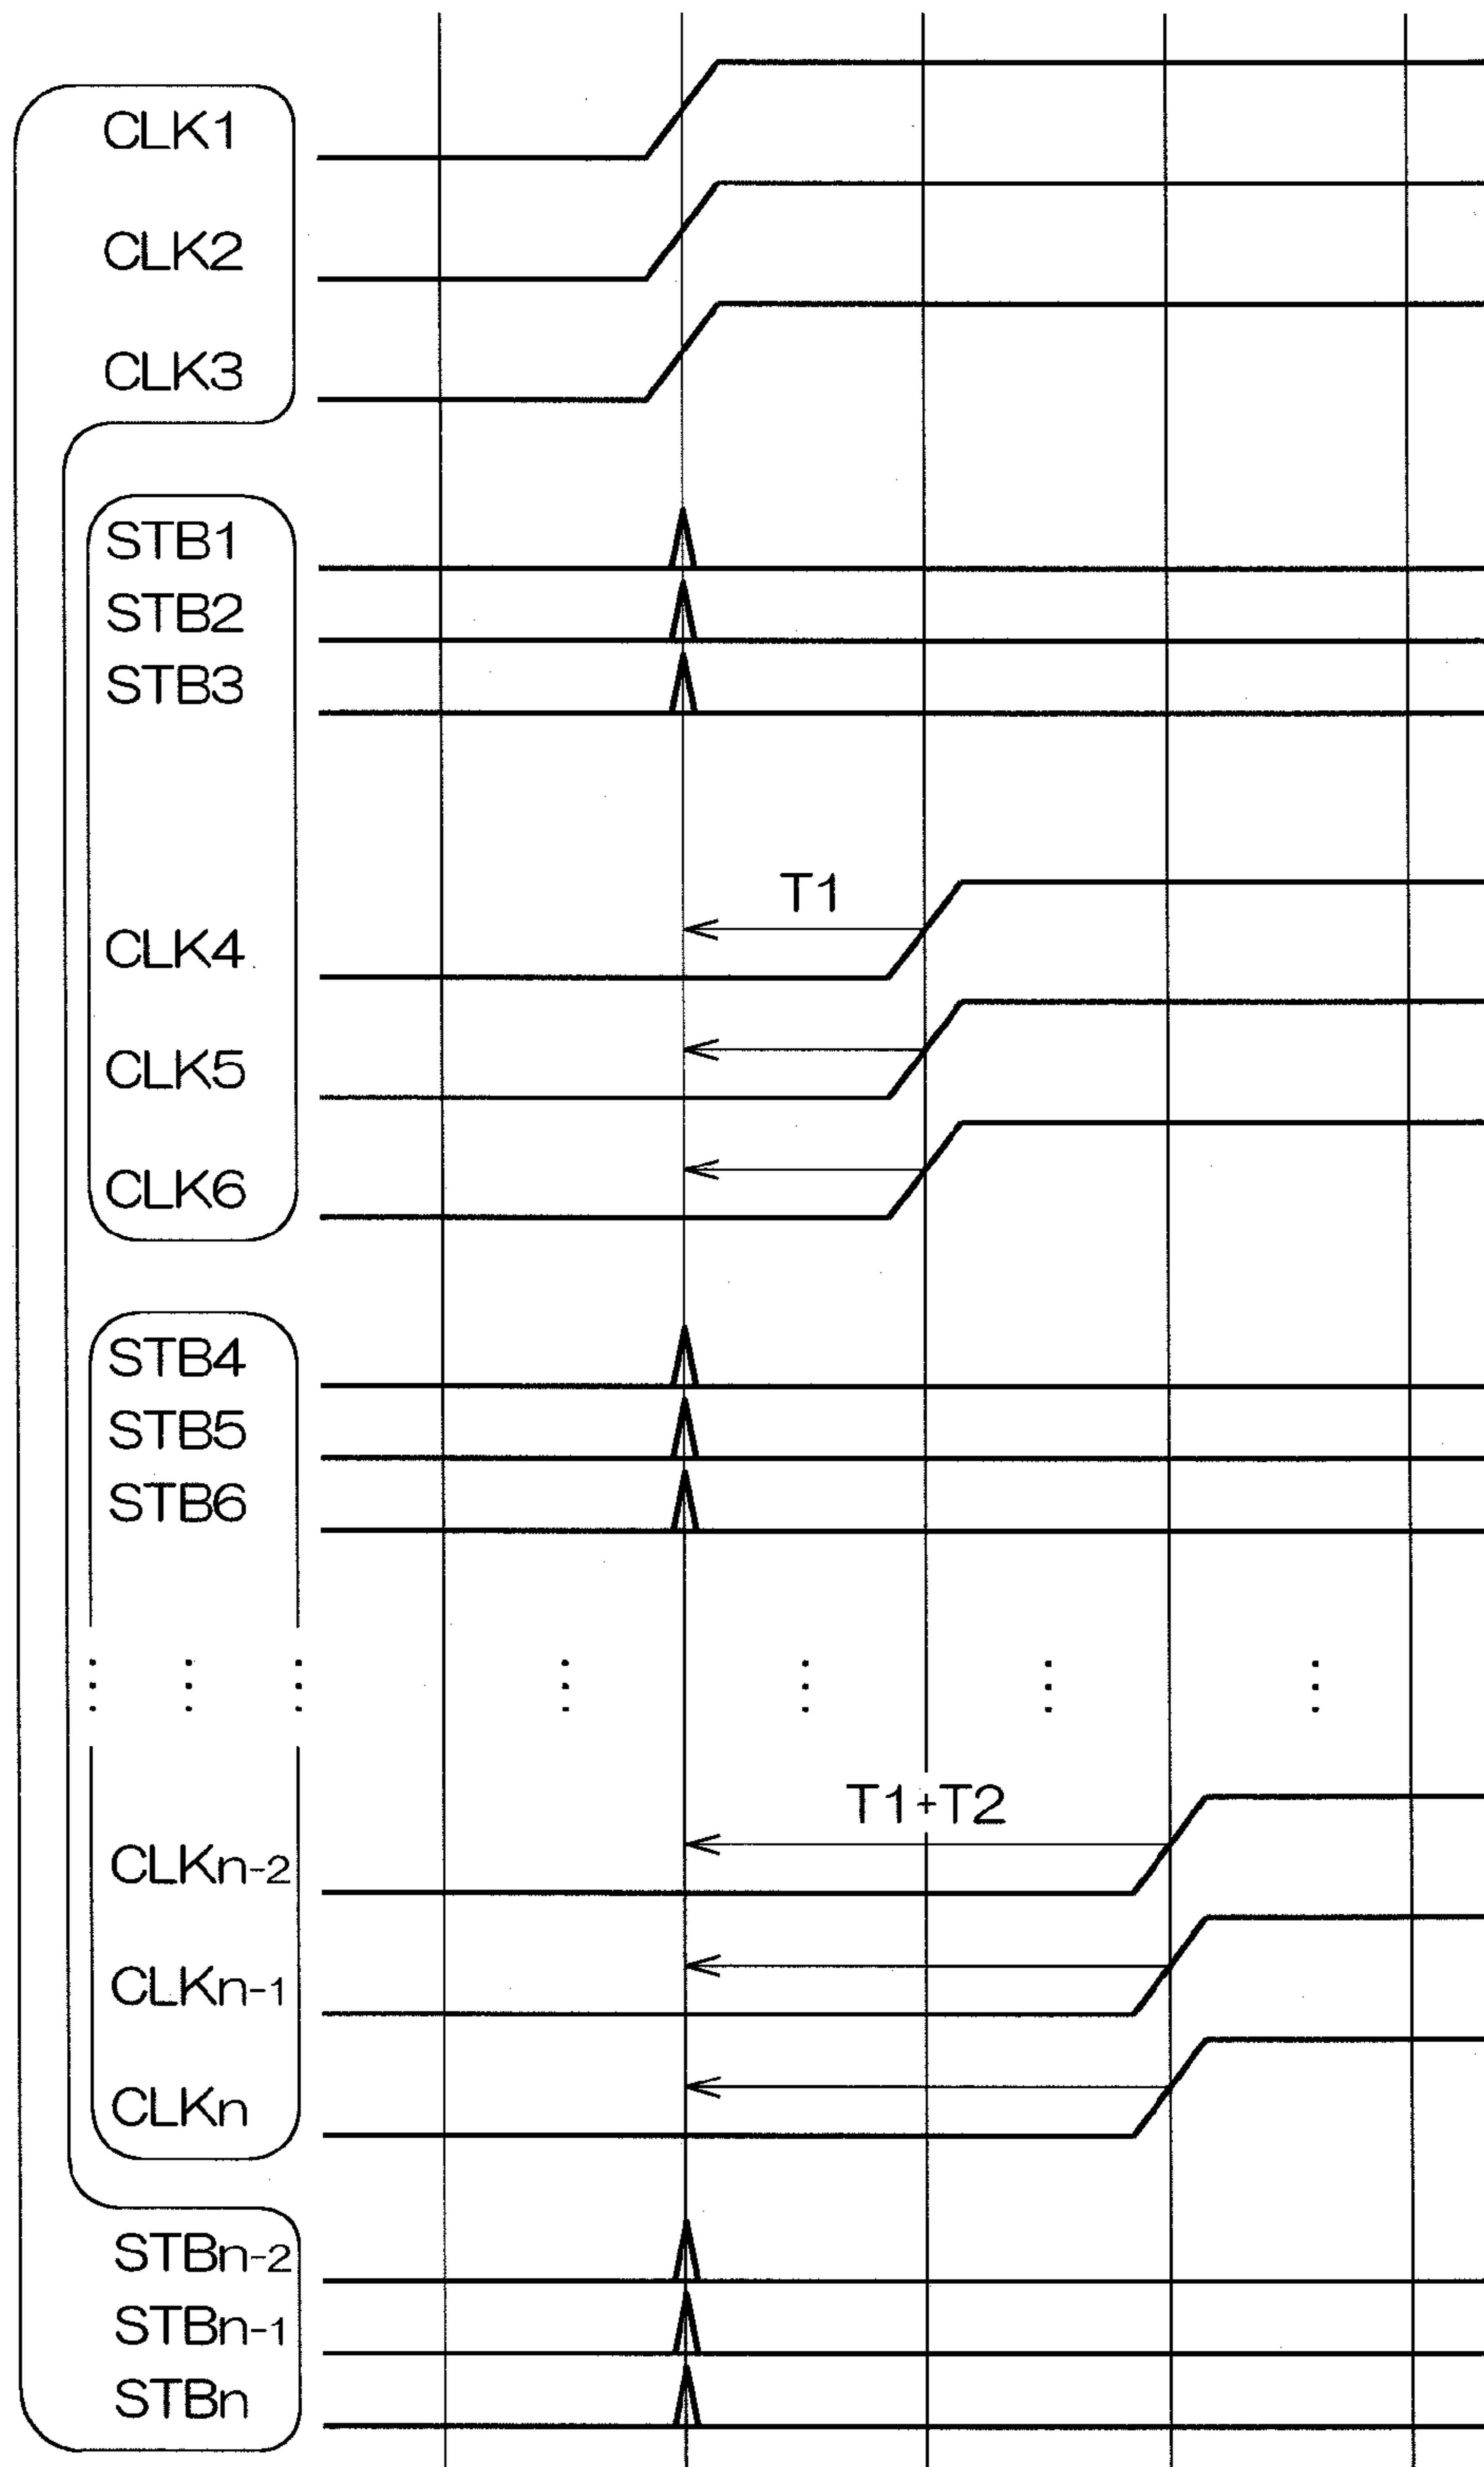 CLK1
CLK2
CLK3
STB1
STB2
STB3
T1
CLK4
CLK5
CLK6
STB4
STB5
STB6
T1+T2
CLKn-2
CLKn-1
CLKn
STBn-2
STBn-1
STBn